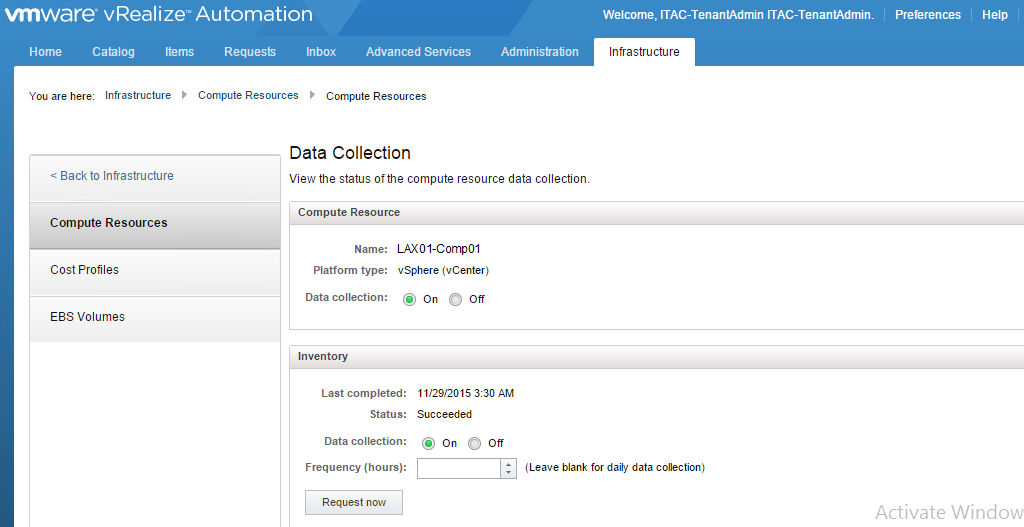 vmware vRealize™ Automation
Welcome, ITAC-TenantAdmin ITAC-TenantAdmin. Preferences Help
Home Catalog Items Requests Inbox Advanced Services Administration Infrastructure
You are here: Infrastructure Compute Resources Compute Resources
< Back to Infrastructure
Compute Resources
Cost Profiles
EBS Volumes
Data Collection
View the status of the compute resource data collection.
Compute Resource
Name: LAX01-Comp01
Platform type: vSphere (vCenter)
Data collection: On Off
Inventory
Last completed: 11/29/2015 3:30 AM
Status: Succeeded
Data collection: On Off
Frequency (hours): (Leave blank for daily data collection)
Request now
Activate Window